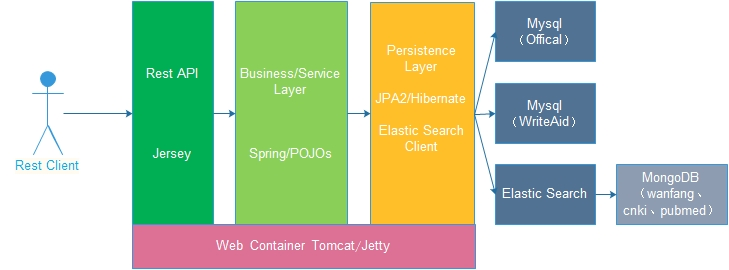 Rest Client
Rest API
Jersey
Business/Service
Layer
Spring/POJOs
Persistence
Layer
JPA2/Hibernate
Elastic Search
Client
Web Container Tomcat/Jetty
Mysql
（Offical）
Mysql
（WriteAid）
Elastic Search
MongoDB
（wanfang、
cnki、pubmed）